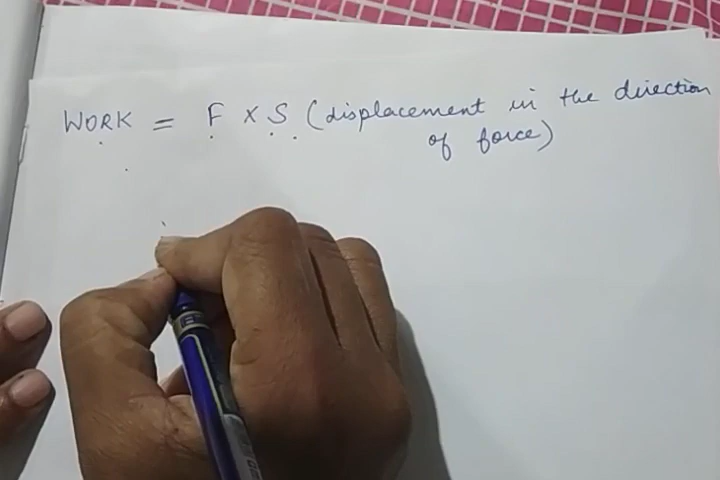 WORK = F x S (displacement in the direction
of force)